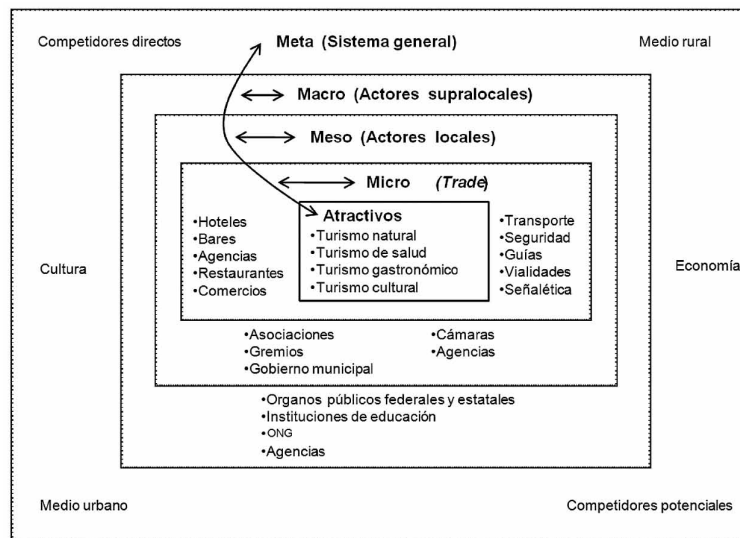 Competidores directos
Meta (Sistema general)
Medio rural
Macro (Actores supralocales)
Meso (Actores locales)
Micro (Trade)
Atractivos
•Turismo natural
•Turismo de salud
•Turismo gastronómico
•Turismo cultural
•Hoteles
•Bares
•Agencias
•Restaurantes
•Comercios
•Transporte
•Seguridad
•Guías
•Vialidades
•Señalética
Cultura
Economía
•Asociaciones
•Gremios
•Gobierno municipal
•Cámaras
•Agencias
•Organos públicos federales y estatales
•Instituciones de educación
•ONG
•Agencias
Medio urbano
Competidores potenciales